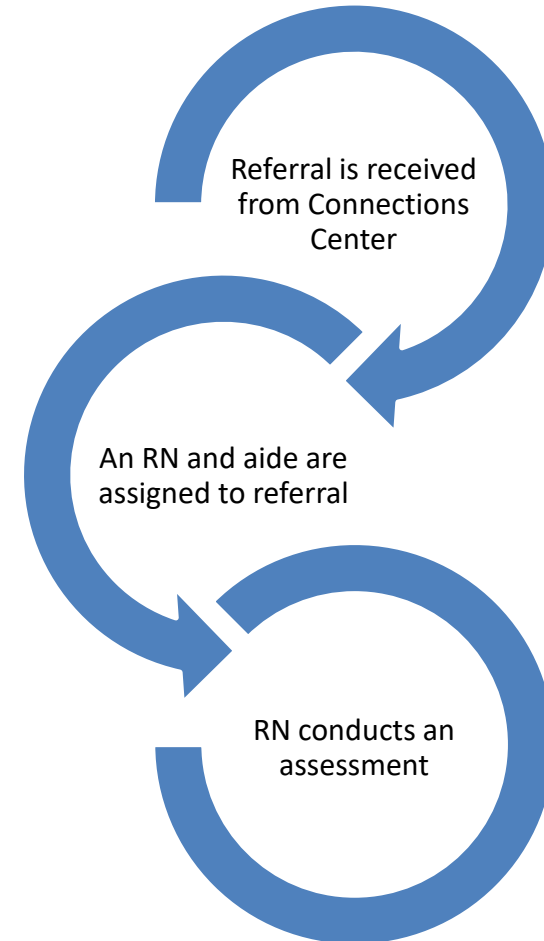 Referral is received
from Connections
Center
An RN and aide are
assigned to referral
RN conducts an
assessment